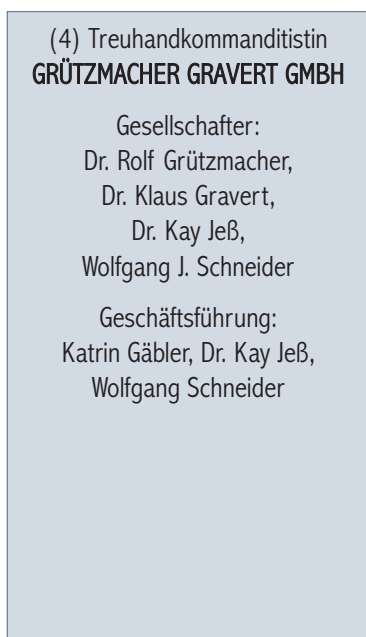 (4) Treuhandkommanditistin
GRÜTZMACHER GRAVERT GMBH
Gesellschafter:
Dr. Rolf Grützmacher,
Dr. Klaus Gravert,
Dr. Kay Jeß,
Wolfgang J. Schneider
Geschäftsführung:
Katrin Gäbler, Dr. Kay Jeß,
Wolfgang Schneider